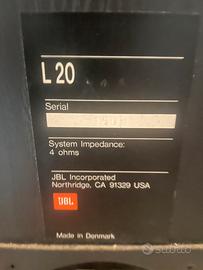 L 20
Serial
System Impedance:
4 ohms
JBL Incorporated
Northridge, CA 91329 USA
JBL
Made in Denmark
Subito